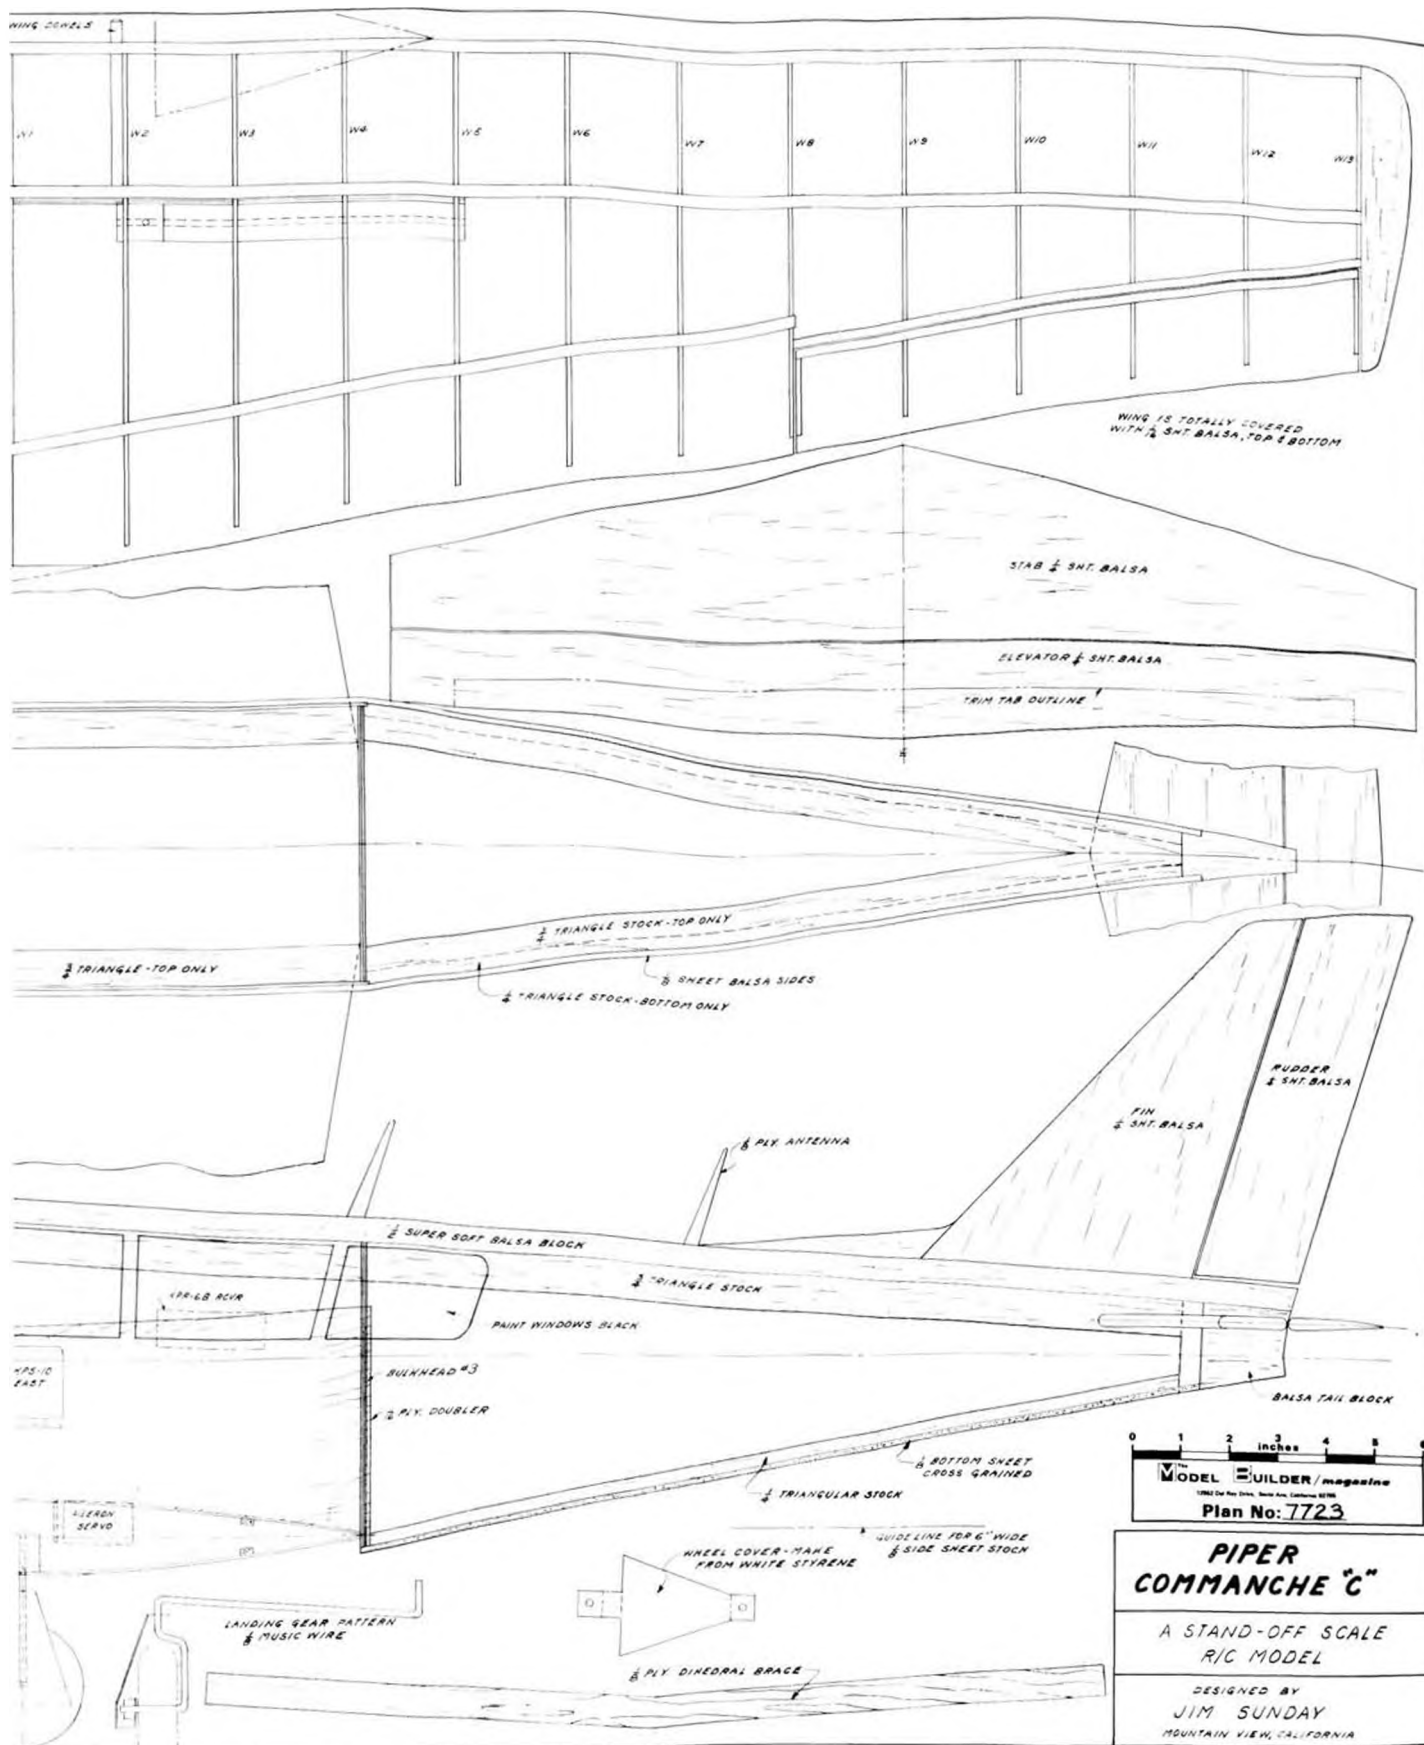 WING DOWELS
W1
W2
W3
W4
W5
W6
W7
W8
W9
W10
W11
W12
W13
WING IS TOTALLY COVERED
WITH 1/16 SHT. BALSA, TOP & BOTTOM
STAB 1/4 SHT. BALSA
ELEVATOR 1/4 SHT. BALSA
TRIM TAB OUTLINE
3/4 TRIANGLE STOCK-TOP ONLY
3/4 TRIANGLE-TOP ONLY
1/8 SHEET BALSA SIDES
1/4 TRIANGLE STOCK-BOTTOM ONLY
RUDDER
1/4 SHT. BALSA
FIN
1/4 SHT. BALSA
1/8 PLY. ANTENNA
1/2 SUPER SOFT BALSA BLOCK
3/4 TRIANGLE STOCK
RCVR
PAINT WINDOWS BLACK
KPS-10
EAST
BULKHEAD #3
PLY. DOUBLER
BALSA TAIL BLOCK
1/8 BOTTOM SHEET
CROSS GRAINED
1/4 TRIANGULAR STOCK
AILERON
SERVO
GUIDELINE FOR 6" WIDE
1/8 SIDE SHEET STOCK
WHEEL COVER-MAKE
FROM WHITE STYRENE
LANDING GEAR PATTERN
1/8 MUSIC WIRE
1/8 PLY. DIHEDRAL BRACE
0 1 2 3 4 5 6
inches
The MODEL BUILDER/magazine
Plan No: 7723
PIPER
COMMANCHE "C"
A STAND-OFF SCALE
R/C MODEL
DESIGNED BY
JIM SUNDAY
MOUNTAIN VIEW, CALIFORNIA